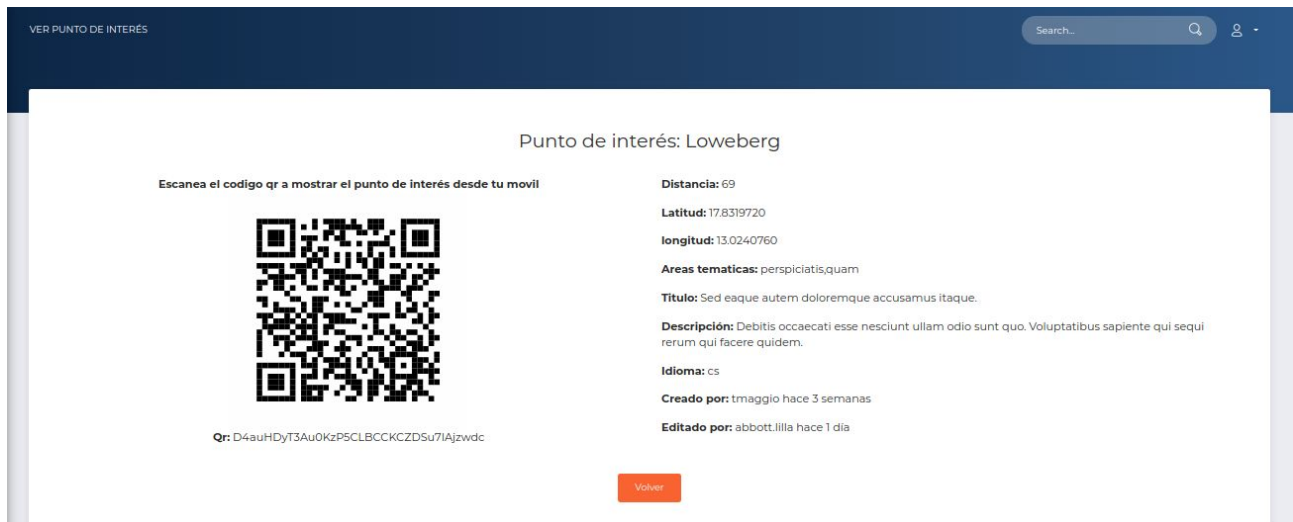 VER PUNTO DE INTERÉS
Search...
Punto de interés: Loweberg
Escanea el codigo qr a mostrar el punto de interés desde tu movil
Qr: D4auHDyT3Au0KzP5CLBCCKCZDSu7IAjzwdc
Distancia: 69
Latitud: 17.8319720
longitud: 13.0240760
Areas tematicas: perspiciatis,quam
Titulo: Sed eaque autem doloremque accusamus itaque.
Descripción: Debitis occaecati esse nesciunt ullam odio sunt quo. Voluptatibus sapiente qui sequi
rerum qui facere quidem.
Idioma: cs
Creado por: tmaggio hace 3 semanas
Editado por: abbott.lilla hace 1 día
Volver